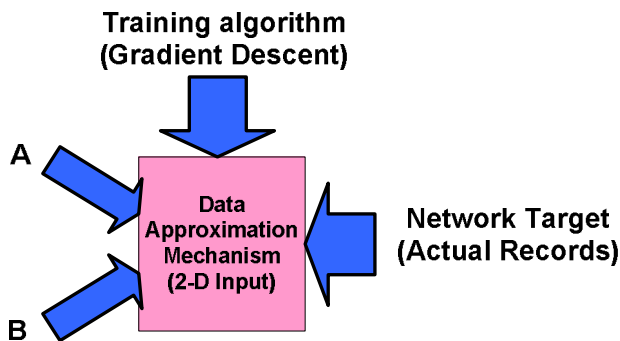 Training algorithm
(Gradient Descent)
A
Data
Approximation
Mechanism
(2-D Input)
Network Target
(Actual Records)
B